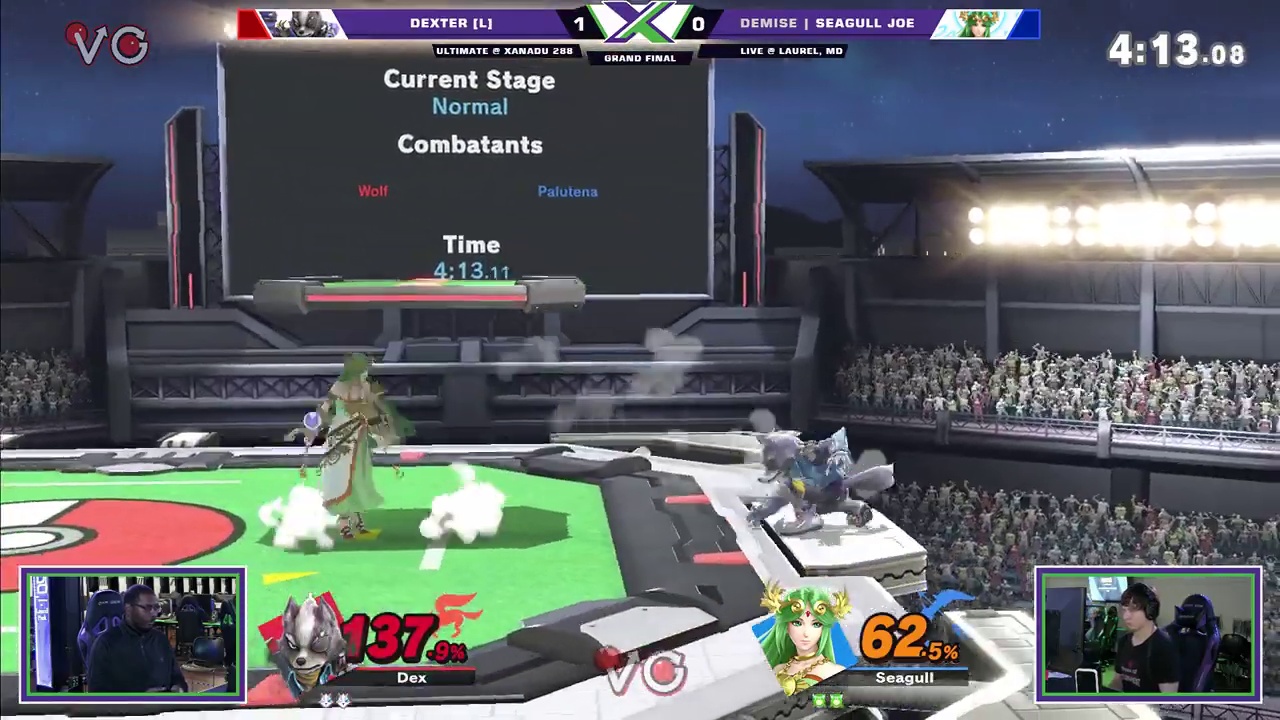 DEXTER [L] 1 0 DEMISE | SEAGULL JOE
ULTIMATE @ XANADU 288 GRAND FINAL LIVE @ LAUREL, MD
4:13.08
VG
Current Stage
Normal
Combatants
Wolf Palutena
Time
4:13.11
137.9% 62.5%
Dex VG Seagull